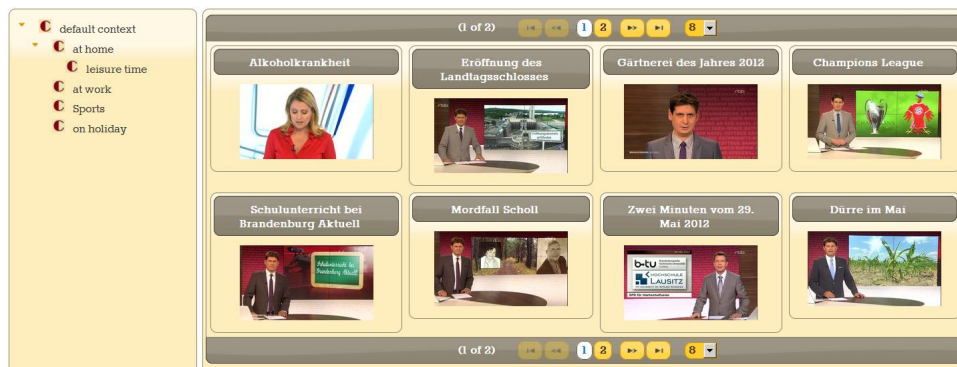 C default context
C at home
C leisure time
C at work
C Sports
C on holiday
(1 of 2) 1 2 8
Alkoholkrankheit
Eröffnung des
Landtagsschlosses
Gärtnerei des Jahres 2012
Champions League
Schulunterricht bei
Brandenburg Aktuell
Schulunterricht bei
Brandenburg Aktuell
Mordfall Scholl
Zwei Minuten vom 29.
Mai 2012
b-tu
HOCHSCHULE
LAUSITZ
Dürre im Mai
(1 of 2) 1 2 8